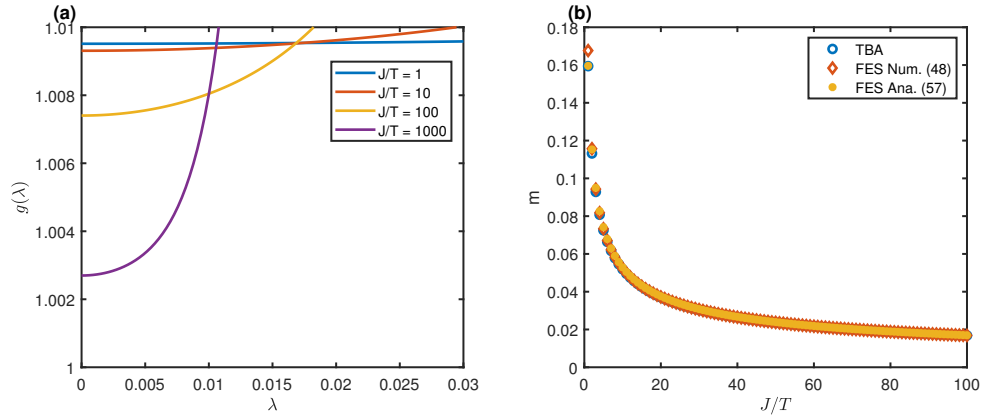 (a)
1.01
1.008
1.006
1.004
1.002
1
g(λ)
0
0.005
0.01
0.015
0.02
0.025
0.03
λ
J/T = 1
J/T = 10
J/T = 100
J/T = 1000
(b)
0.18
0.16
0.14
0.12
0.1
0.08
0.06
0.04
0.02
0
m
0
20
40
60
80
100
J/T
TBA
FES Num. (48)
FES Ana. (57)